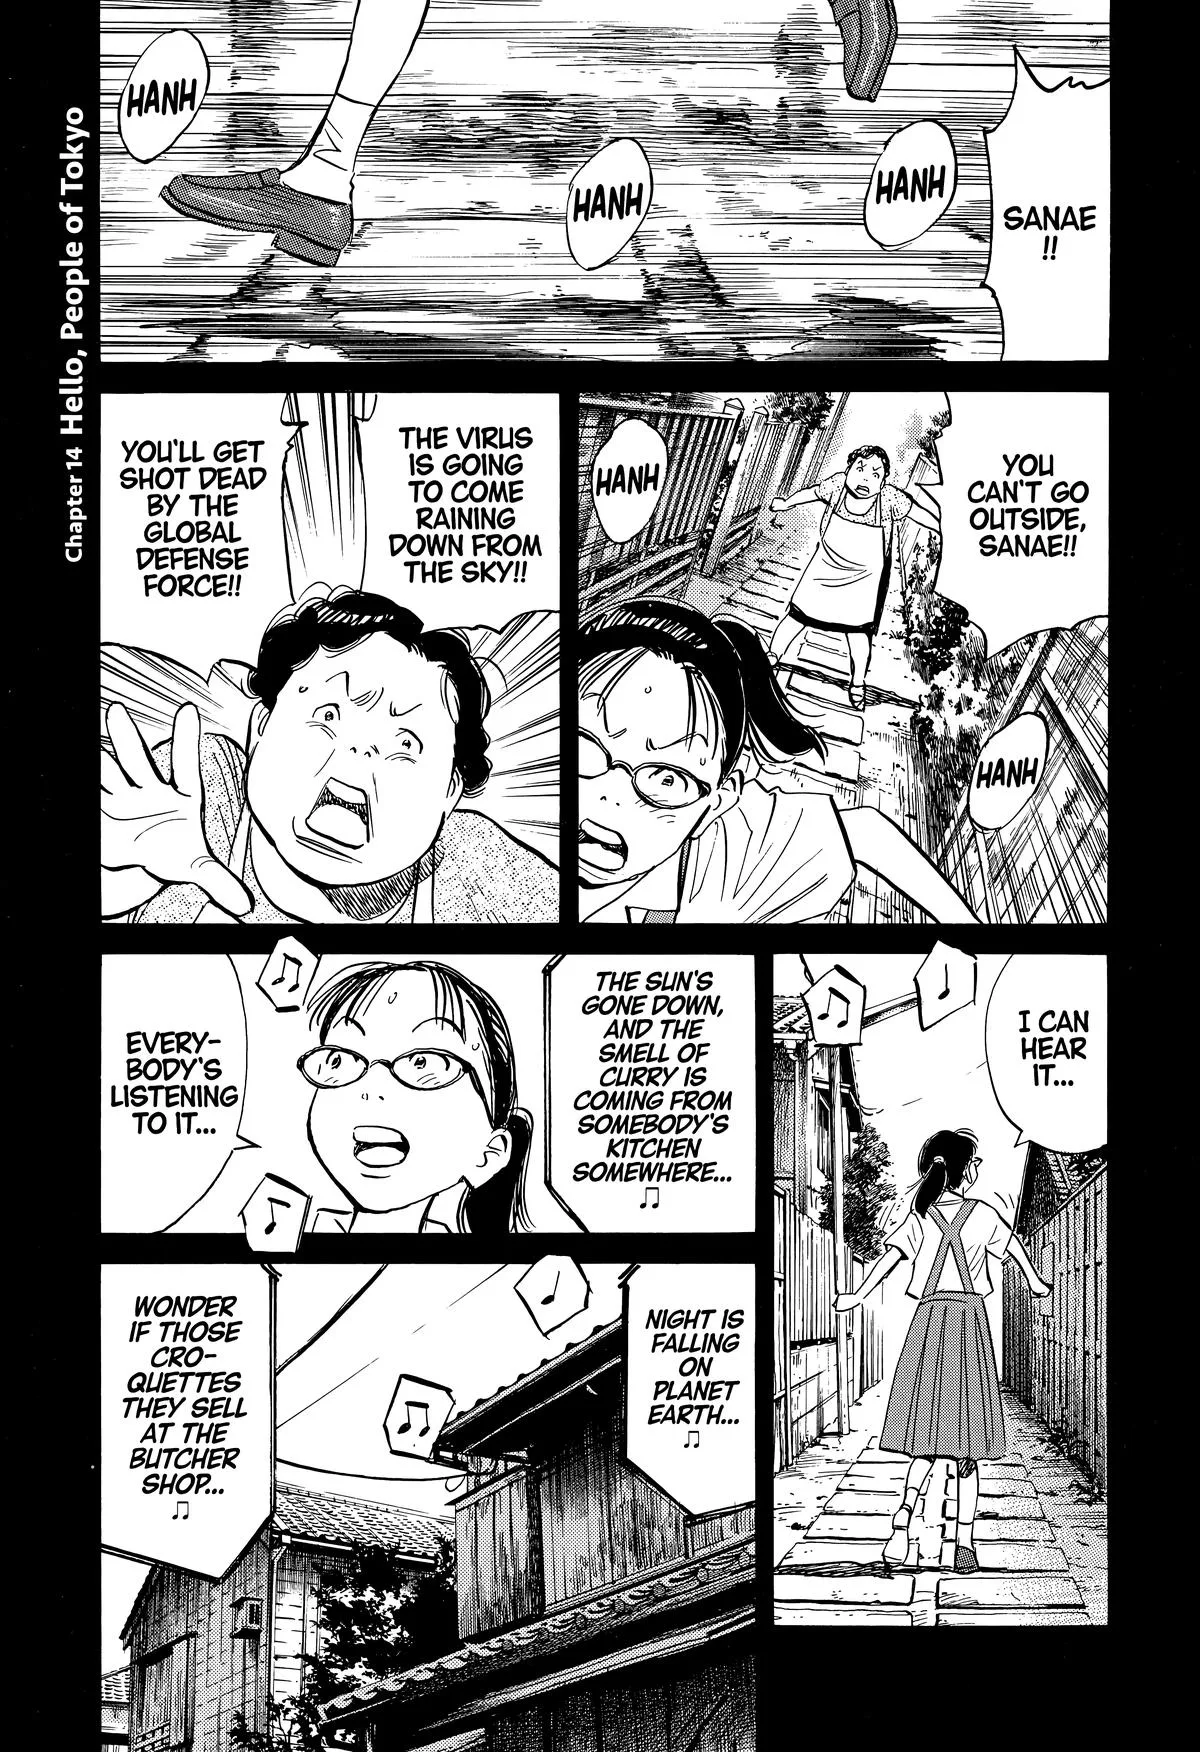 Chapter 14 Hello, People of Tokyo
SANAE
!!
HANH
HANH
HANH
YOU
CAN'T GO
OUTSIDE,
SANAE!!
HANH
HANH
THE VIRUS
IS GOING
TO COME
RAINING
DOWN FROM
THE SKY!!
YOU'LL GET
SHOT DEAD
BY THE
GLOBAL
DEFENSE
FORCE!!
I CAN
HEAR
IT...
♫
♪
THE SUN'S
GONE DOWN,
AND THE
SMELL OF
CURRY IS
COMING FROM
SOMEBODY'S
KITCHEN
SOMEWHERE...
♫
♫
EVERY-
BODY'S
LISTENING
TO IT...
♪
NIGHT IS
FALLING
ON
PLANET
EARTH...
♫
♪
♫
WONDER
IF THOSE
CRO-
QUETTES
THEY SELL
AT THE
BUTCHER
SHOP...
♫